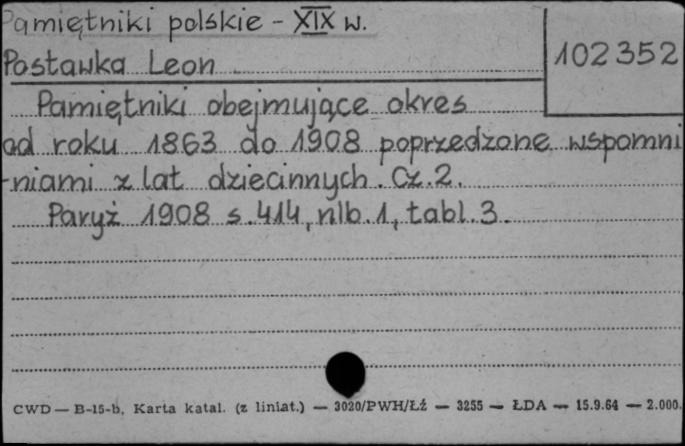 Pamiętniki polskie - XIX w.
Postawka Leon
102352
Pamiętniki obejmujące okres
od roku 1863 do 1908 poprzedzone wspomni
-niami z lat dziecinnych. Cz. 2.
Paryż 1908 s. 414, nlb. 1, tabl. 3.
CWD — B-15-b, Karta katal. (z liniat.) — 3020/PWH/Łź — 3255 — ŁDA — 15.9.64 — 2.000.